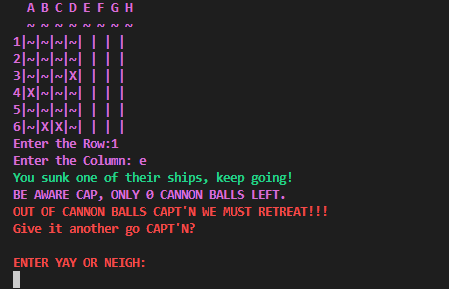 A B C D E F G H
~ ~ ~ ~ ~ ~ ~ ~
1|~|~|~|~| | | |
2|~|~|~|~| | | |
3|~|~|~|X| | | |
4|X|~|~|~| | | |
5|~|~|~|~| | | |
6|~|X|X|~| | | |
Enter the Row:1
Enter the Column: e
You sunk one of their ships, keep going!
BE AWARE CAP, ONLY 0 CANNON BALLS LEFT.
OUT OF CANNON BALLS CAPT'N WE MUST RETREAT!!!
Give it another go CAPT'N?
ENTER YAY OR NEIGH: